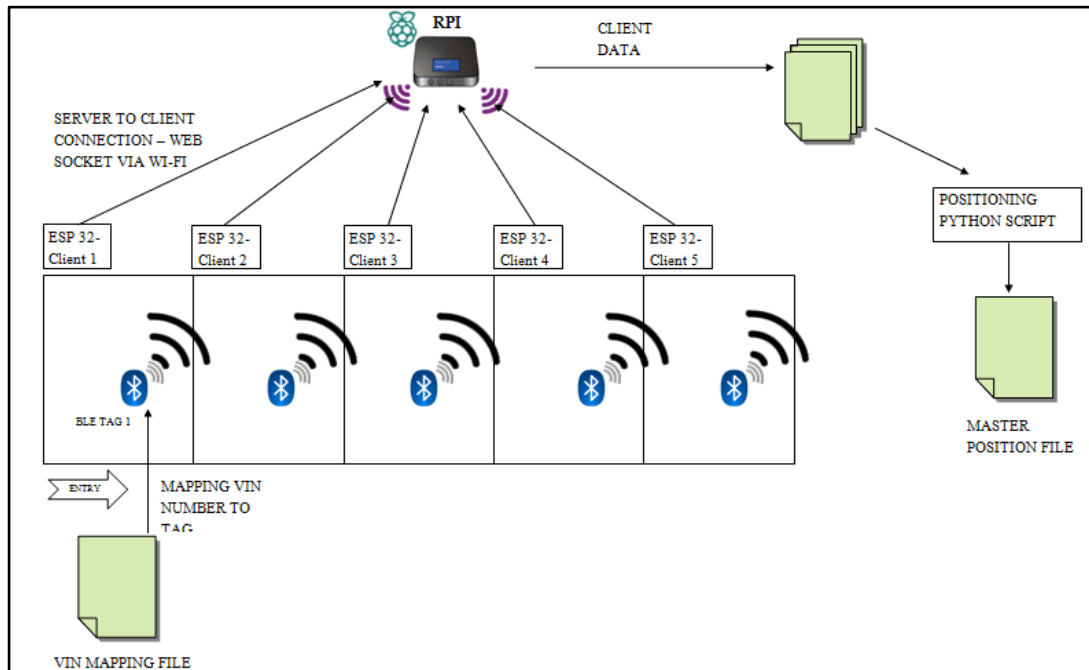 RPI
CLIENT
DATA
SERVER TO CLIENT
CONNECTION – WEB
SOCKET VIA WI-FI
POSITIONING
PYTHON SCRIPT
ESP 32-
Client 1
ESP 32-
Client 2
ESP 32-
Client 3
ESP 32-
Client 4
ESP 32-
Client 5
BLE TAG 1
MASTER
POSITION FILE
ENTRY
MAPPING VIN
NUMBER TO
TAG
VIN MAPPING FILE